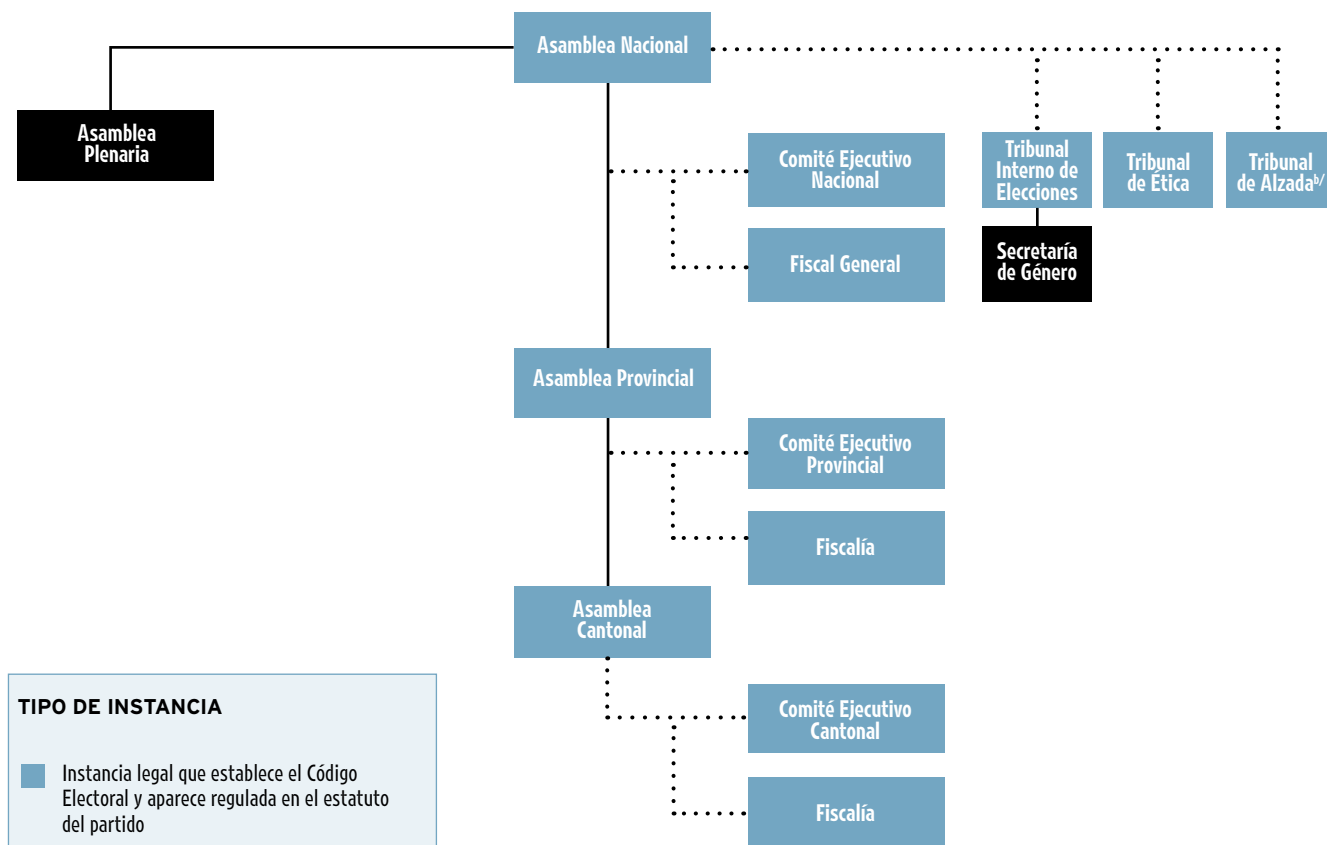 Asamblea Nacional
Asamblea
Plenaria
Comité Ejecutivo
Nacional
Tribunal
Interno de
Elecciones
Tribunal
de Ética
Tribunal
de Alzada b/
Fiscal General
Secretaría
de Género
Asamblea Provincial
Comité Ejecutivo
Provincial
Fiscalía
Asamblea
Cantonal
Comité Ejecutivo
Cantonal
Fiscalía
TIPO DE INSTANCIA
Instancia legal que establece el Código
Electoral y aparece regulada en el estatuto
del partido